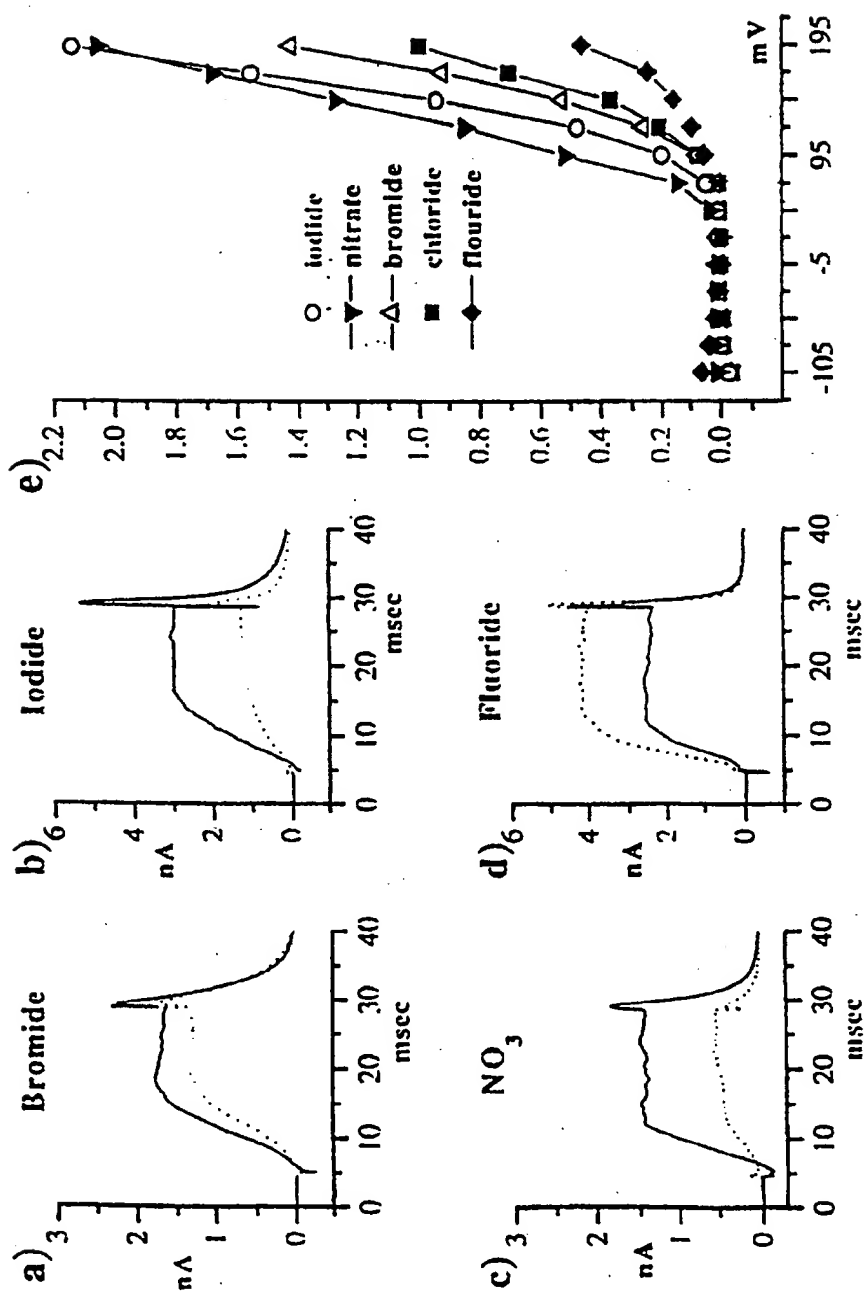 a)
Bromide
3
2
1
0
nA
0 10 20 30 40
msec
b)
Iodide
6
4
2
0
nA
0 10 20 30 40
msec
c)
NO3
3
2
1
0
nA
0 10 20 30 40
msec
d)
Fluoride
6
4
2
0
nA
0 10 20 30 40
msec
e)
2.2
2.0
1.8
1.6
1.4
1.2
1.0
0.8
0.6
0.4
0.2
0.0
iodide
nitrate
bromide
chloride
flouride
-105 -5 95 195
mV